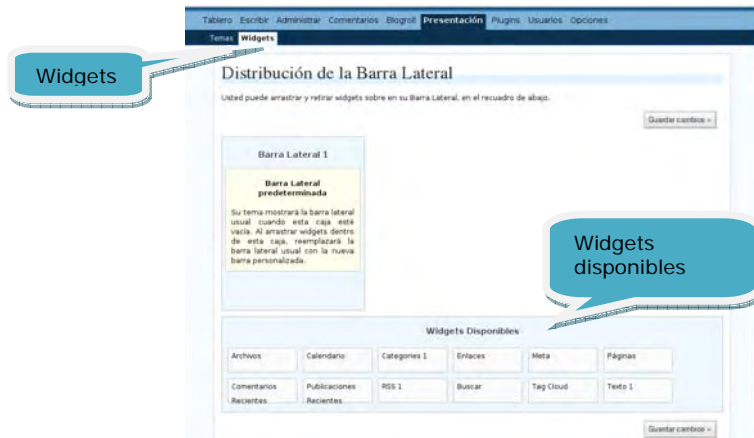 Tablero Escribir Administrar Comentarios Blogroll Presentación Plugins Usuarios Opciones
Temas Widgets
Widgets
Distribución de la Barra Lateral
Usted puede arrastrar y retirar widgets sobre en su Barra Lateral, en el recuadro de abajo.
Guardar cambios »
Barra Lateral 1
Barra Lateral
predeterminada
Su tema mostrará la barra lateral
usual cuando esta caja esté
vacía. Al arrastrar widgets dentro
de esta caja, reemplazará la
barra lateral usual con la nueva
barra personalizada.
Widgets
disponibles
Widgets Disponibles
Archivos Calendario Categories 1 Enlaces Meta Páginas
Comentarios Publicaciones RSS 1 Buscar Tag Cloud Texto 1
Recientes Recientes
Guardar cambios »